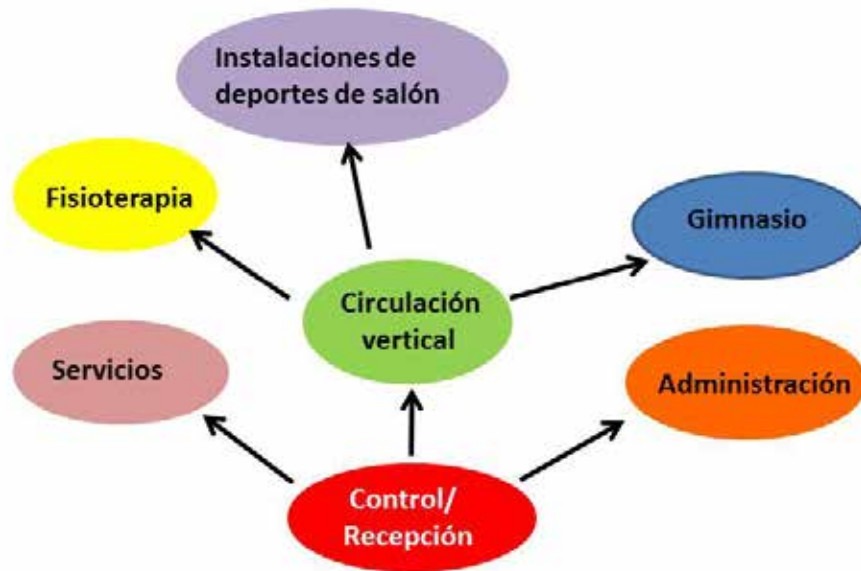 Instalaciones de
deportes de salón
Fisioterapia
Gimnasio
Circulación
vertical
Servicios
Administración
Control/
Recepción